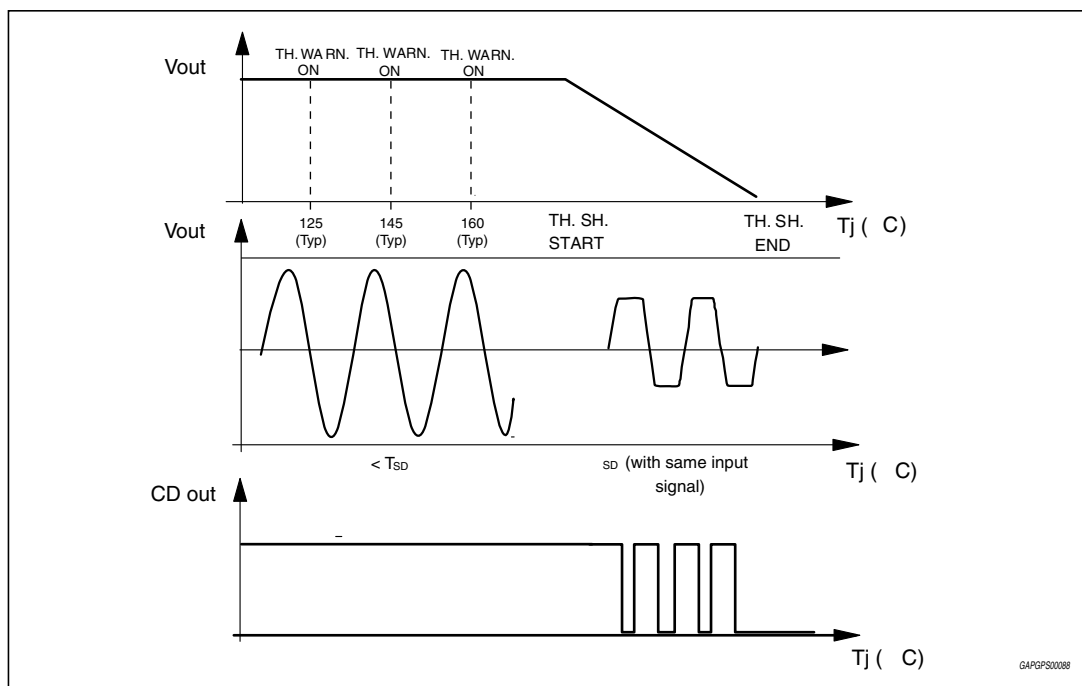 TH. WARN. TH. WARN. TH. WARN.
Vout ON ON ON
Tj ( C)
125 145 160 TH. SH. TH. SH.
(Typ) (Typ) (Typ) START END
Vout
< TSD
SD (with same input
signal)
Tj ( C)
CD out
Tj ( C)
GAPGPS00088